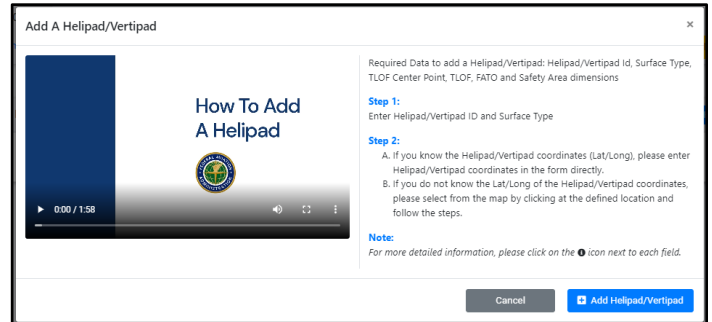 Add A Helipad/Vertipad
×
How To Add
A Helipad
FEDERAL AVIATION
ADMINISTRATION
0:00 / 1:58
Required Data to add a Helipad/Vertipad: Helipad/Vertipad Id, Surface Type,
TLOF Center Point, TLOF, FATO and Safety Area dimensions
Step 1:
Enter Helipad/Vertipad ID and Surface Type
Step 2:
A. If you know the Helipad/Vertipad coordinates (Lat/Long), please enter
Helipad/Vertipad coordinates in the form directly.
B. If you do not know the Lat/Long of the Helipad/Vertipad coordinates,
please select from the map by clicking at the defined location and
follow the steps.
Note:
For more detailed information, please click on the icon next to each field.
Cancel
Add Helipad/Vertipad